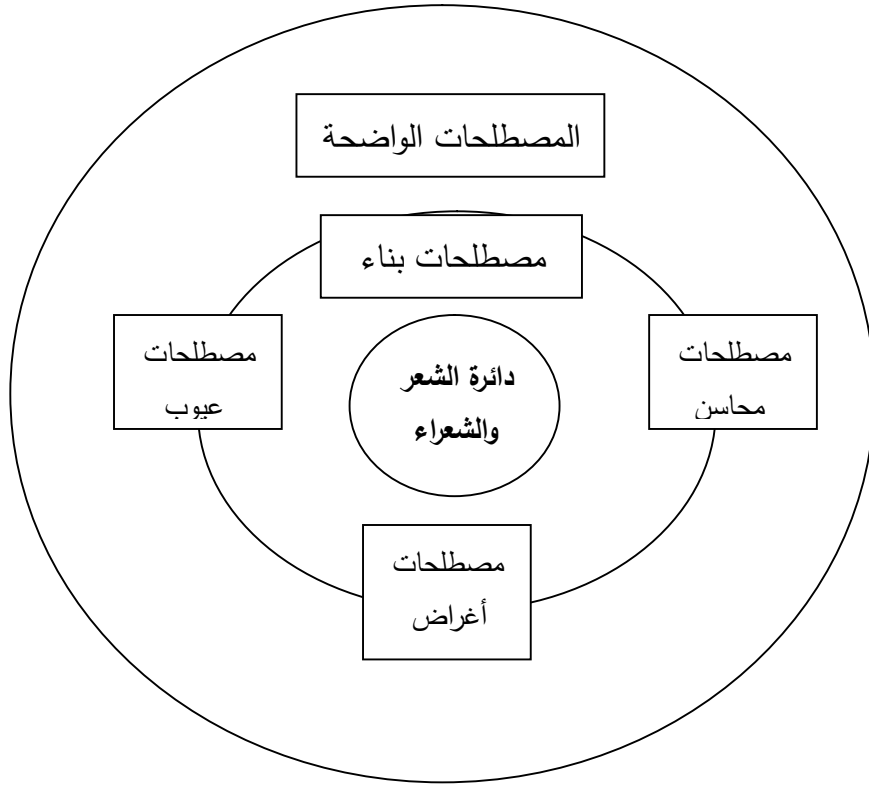 المصطلحات الواضحة
مصطلحات بناء
مصطلحات
محاسن
دائرة الشعر
والشعراء
مصطلحات
عيوب
مصطلحات
أغراض